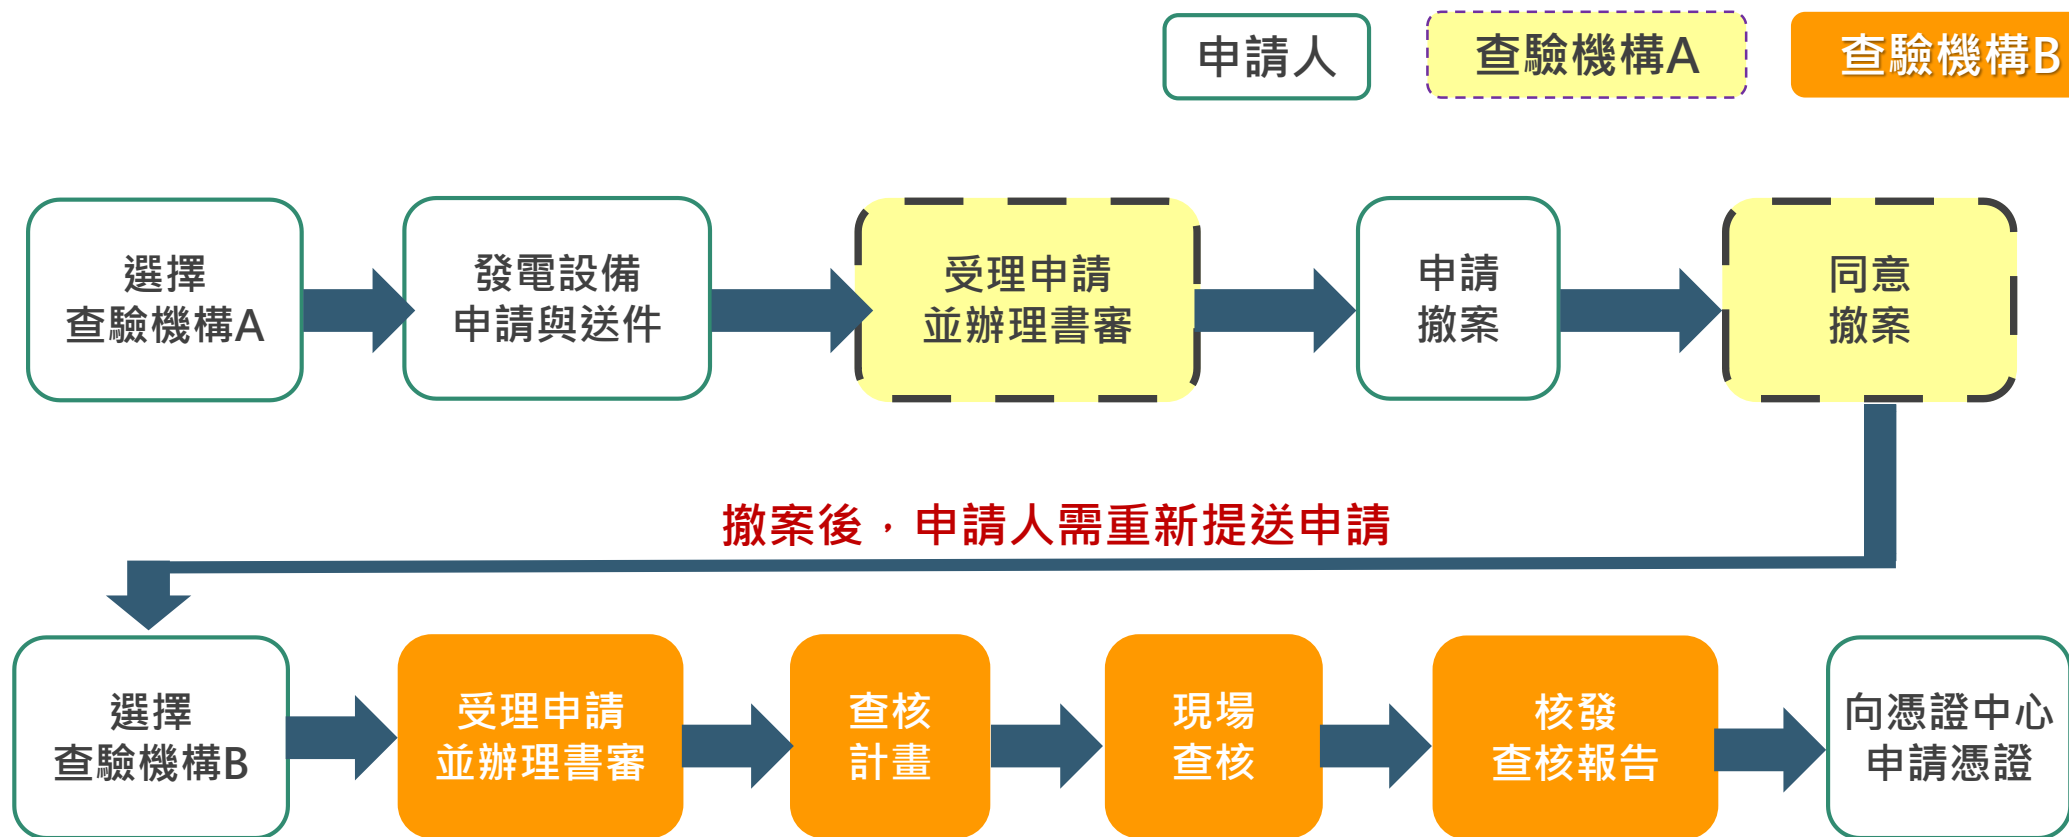 申請人
查驗機構A
查驗機構B
選擇
查驗機構A
發電設備
申請與送件
受理申請
並辦理書審
申請
撤案
同意
撤案
撤案後，申請人需重新提送申請
選擇
查驗機構B
受理申請
並辦理書審
查核
計畫
現場
查核
核發
查核報告
向憑證中心
申請憑證